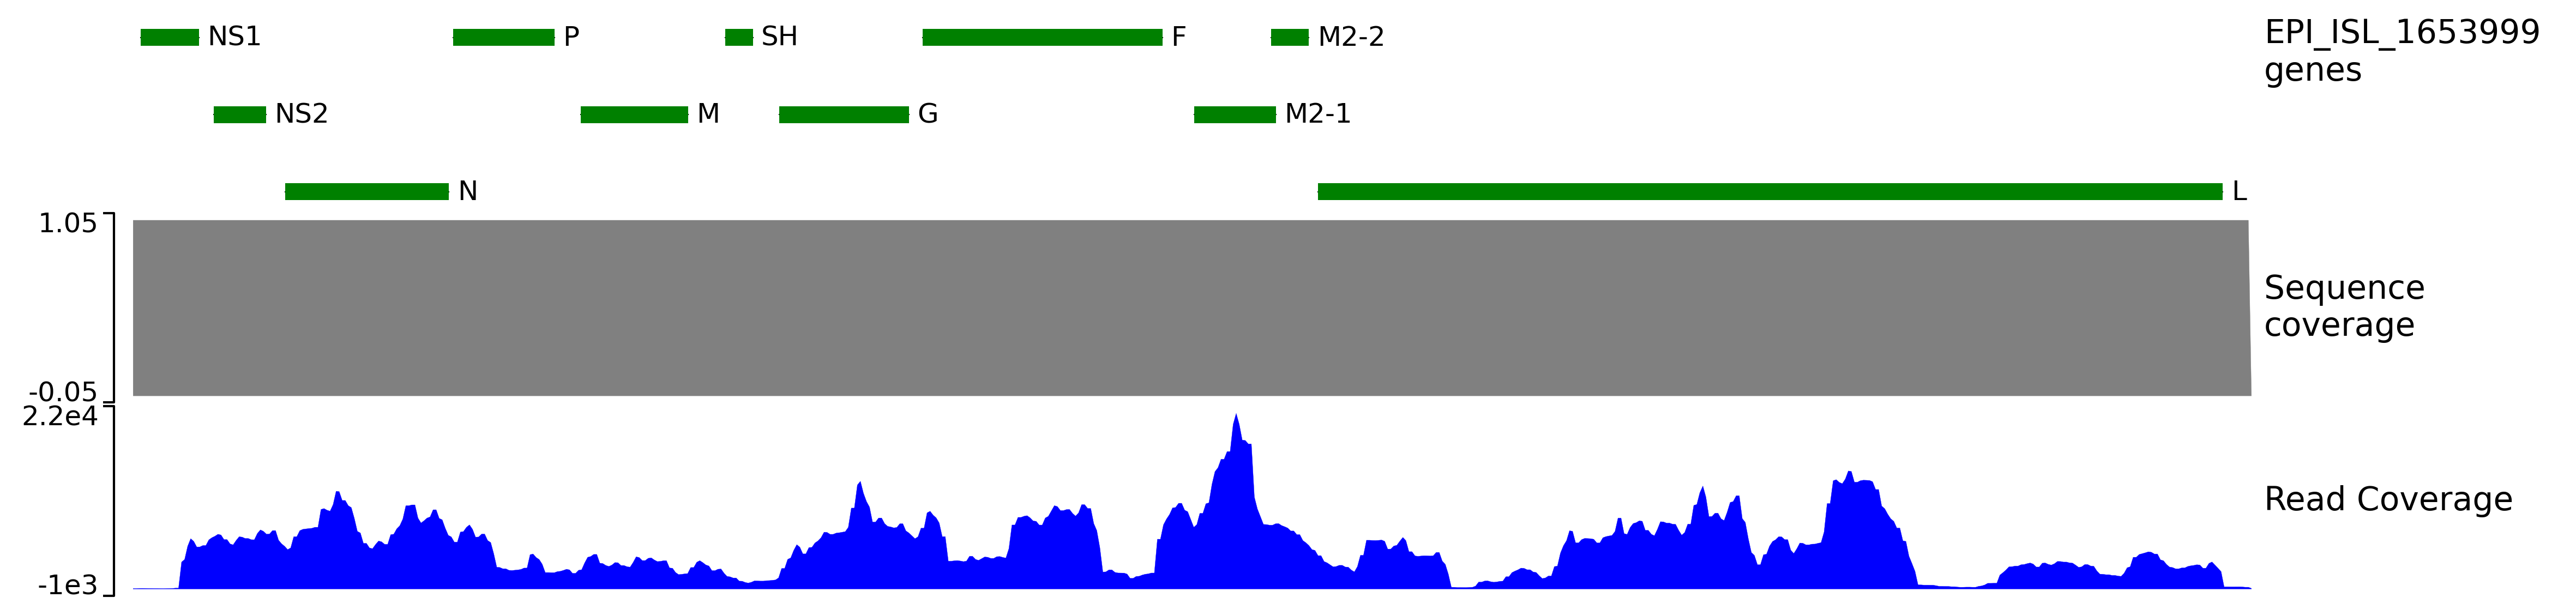 NS1
P
SH
F
M2-2
EPI_ISL_1653999
genes
NS2
M
G
M2-1
N
L
1.05
-0.05
Sequence
coverage
2.2e4
-1e3
Read Coverage